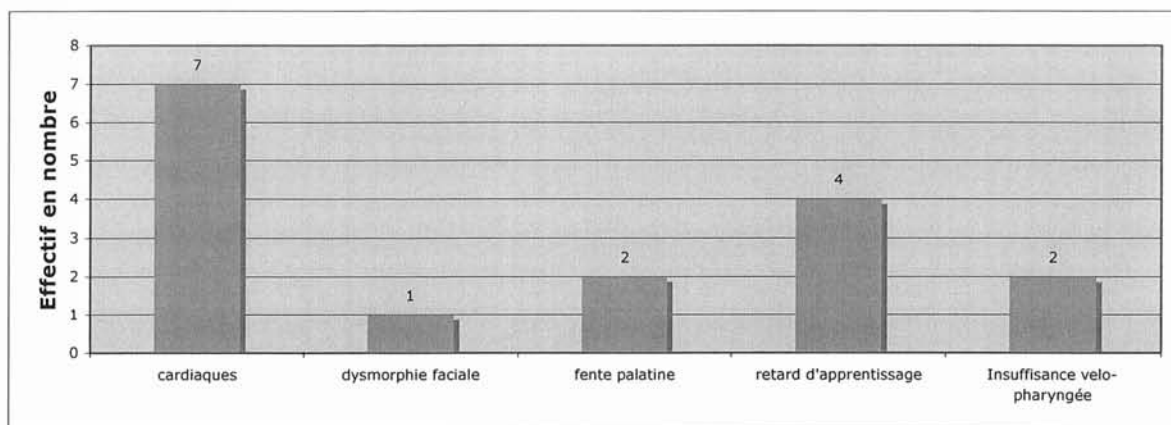 Effectif en nombre
8
7
6
5
4
3
2
1
0
7
1
2
4
2
cardiaques
dysmorphie faciale
fente palatine
retard d'apprentissage
Insuffisance velo-
pharyngée